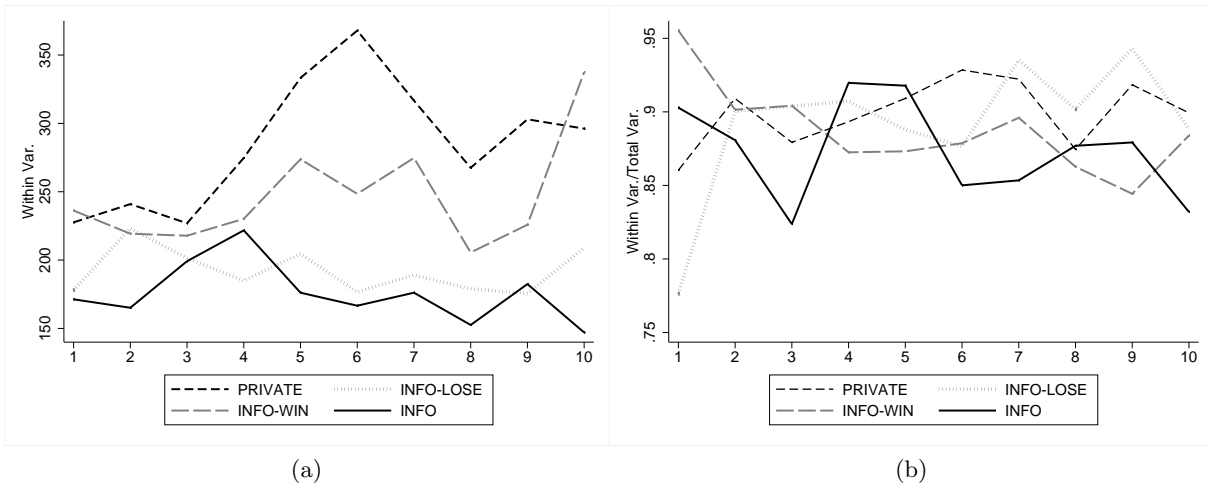 Within Var.
350
300
250
200
150
1 2 3 4 5 6 7 8 9 10
PRIVATE INFO-LOSE
INFO-WIN INFO
(a)
Within Var./Total Var.
.95
.9
.85
.8
.75
1 2 3 4 5 6 7 8 9 10
PRIVATE INFO-LOSE
INFO-WIN INFO
(b)